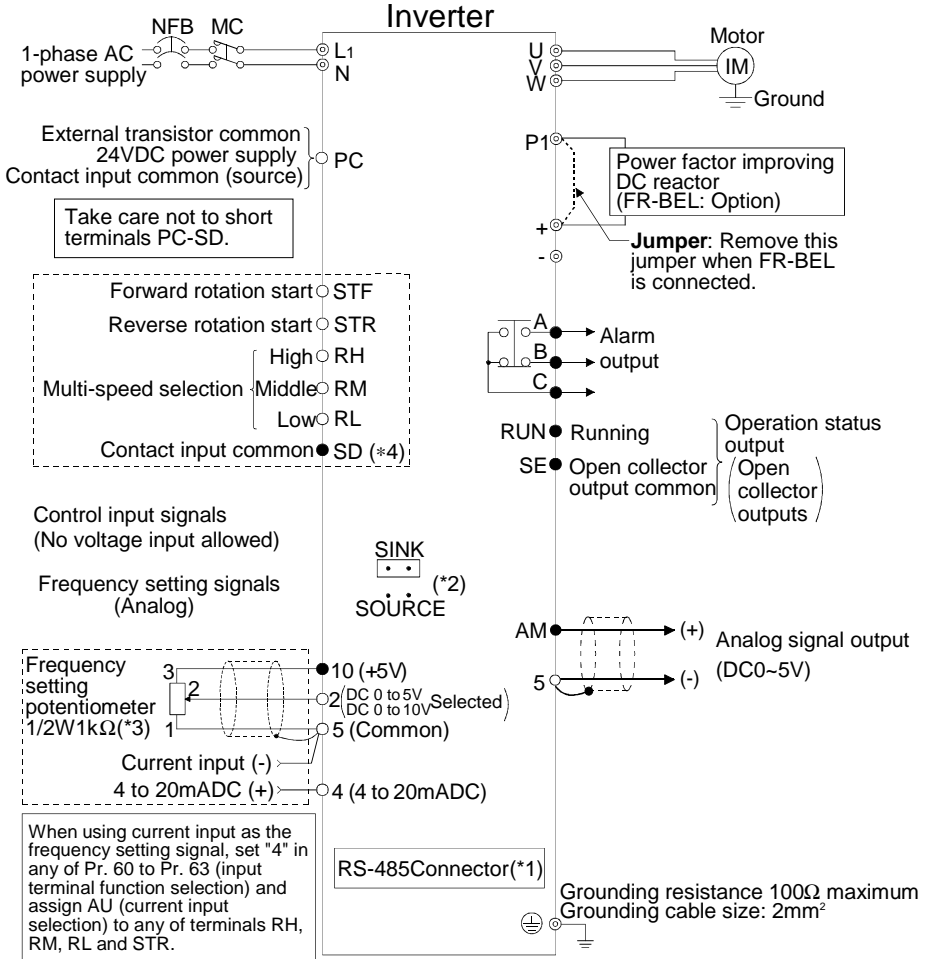 Inverter
NFB MC
1-phase AC
power supply
L1
N
U
V
W
Motor
IM
Ground
External transistor common
24VDC power supply
Contact input common (source)
PC
Take care not to short
terminals PC-SD.
P1
Power factor improving
DC reactor
(FR-BEL: Option)
+
-
Jumper: Remove this
jumper when FR-BEL
is connected.
Forward rotation start STF
Reverse rotation start STR
Multi-speed selection
High RH
Middle RM
Low RL
Contact input common SD (*4)
A
B
C
Alarm
output
RUN Running
SE Open collector
output common
Operation status
output
(Open
collector
outputs)
Control input signals
(No voltage input allowed)
Frequency setting signals
(Analog)
SINK
(*2)
SOURCE
AM (+)
5 (-)
Analog signal output
(DC0~5V)
Frequency
setting
potentiometer
1/2W1kΩ(*3)
3
2
1
10 (+5V)
2 (DC 0 to 5V
DC 0 to 10V Selected)
5 (Common)
Current input (-)
4 to 20mADC (+)
4 (4 to 20mADC)
When using current input as the
frequency setting signal, set "4" in
any of Pr. 60 to Pr. 63 (input
terminal function selection) and
assign AU (current input
selection) to any of terminals RH,
RM, RL and STR.
RS-485Connector(*1)
Grounding resistance 100Ω maximum
Grounding cable size: 2mm²